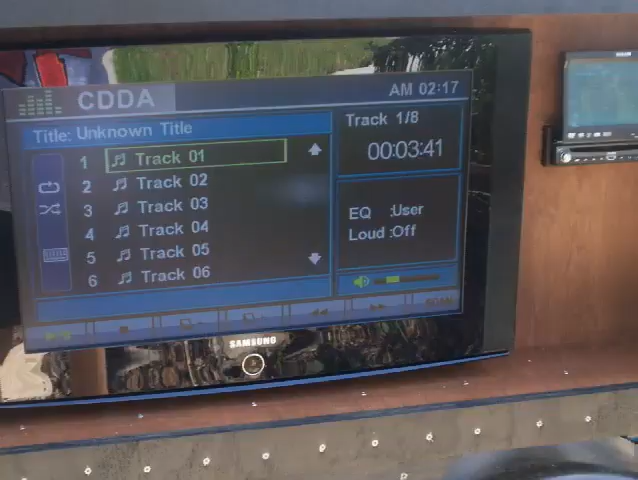 CDDA
AM 02:17
Title: Unknown Title
Track 1/8
00:03:41
1 Track 01
2 Track 02
3 Track 03
4 Track 04
5 Track 05
6 Track 06
EQ :User
Loud :Off
SCAN
SAMSUNG